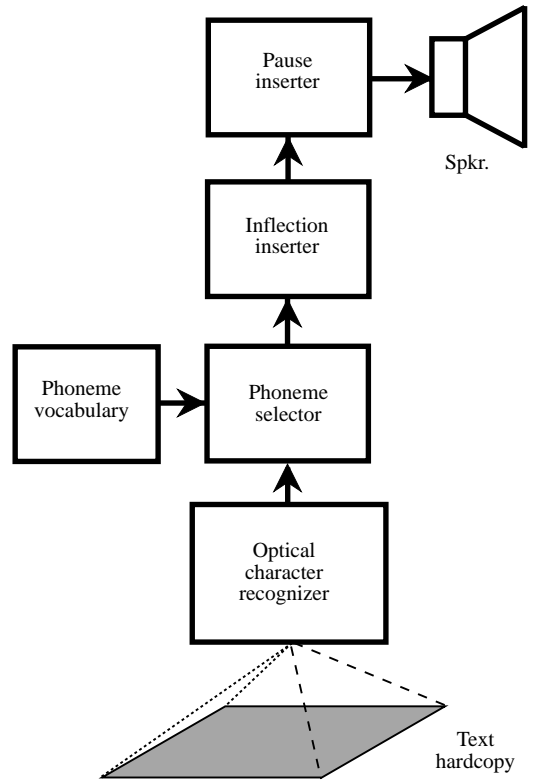 Pause
inserter
Spkr.
Inflection
inserter
Phoneme
vocabulary
Phoneme
selector
Optical
character
recognizer
Text
hardcopy